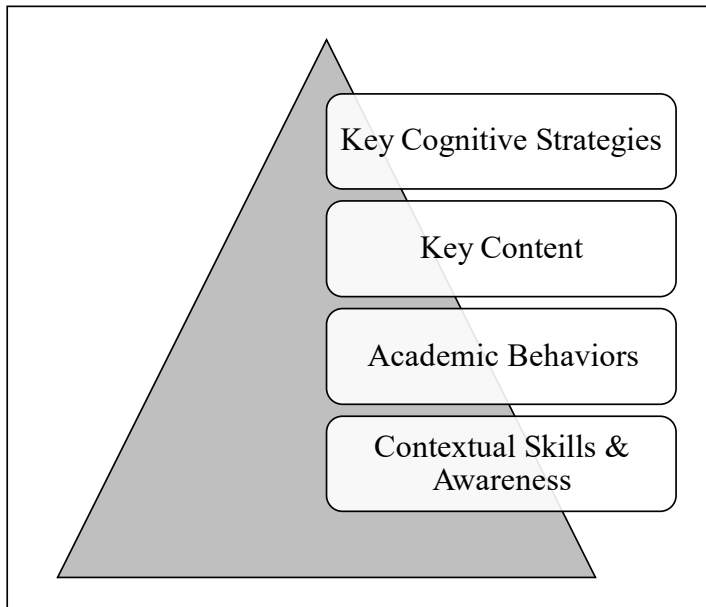 Key Cognitive Strategies
Key Content
Academic Behaviors
Contextual Skills &
Awareness